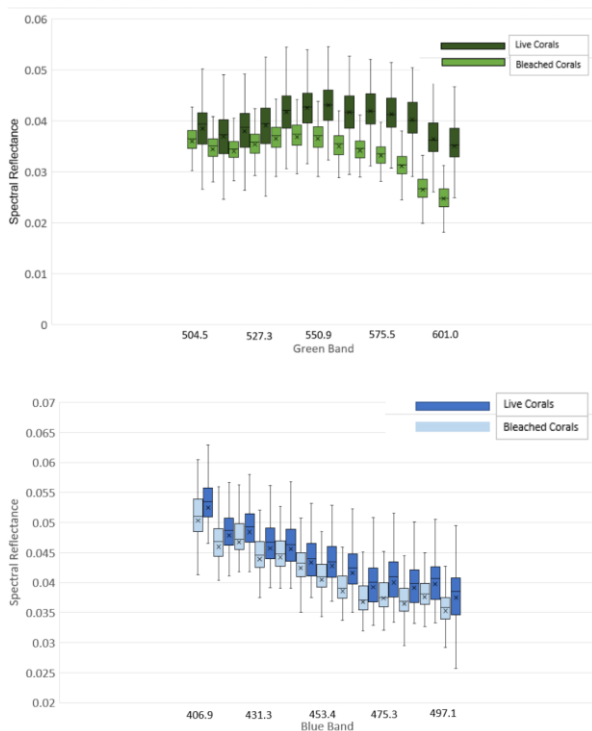 0.06
0.05
0.04
0.03
0.02
0.01
0
Spectral Reflectance
Live Corals
Bleached Corals
504.5 527.3 550.9 575.5 601.0
Green Band
0.07
0.065
0.06
0.055
0.05
0.045
0.04
0.035
0.03
0.025
0.02
Spectral Reflectance
Live Corals
Bleached Corals
406.9 431.3 453.4 475.3 497.1
Blue Band